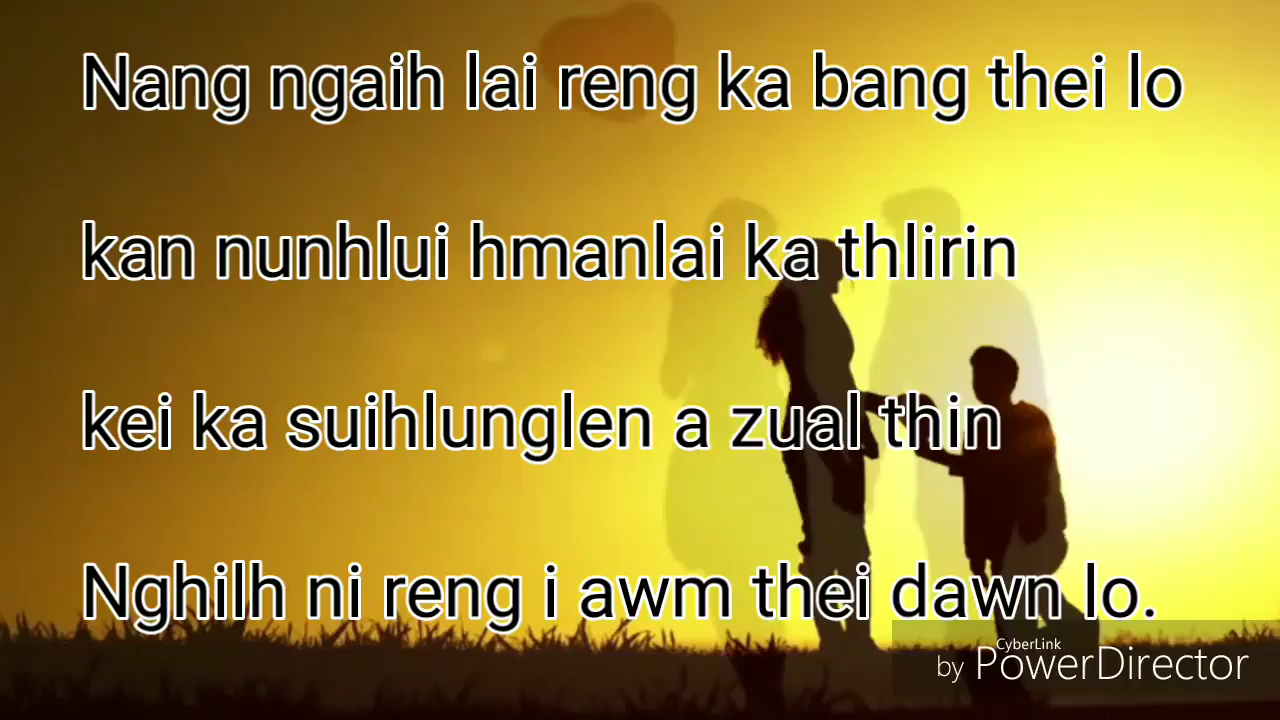 Nang ngaih lai reng ka bang thei lo
kan nunhlui hmanlai ka thlirin
kei ka suihlunglen a zual thin
Nghilh ni reng i awm thei dawn lo.
CyberLink
by PowerDirector